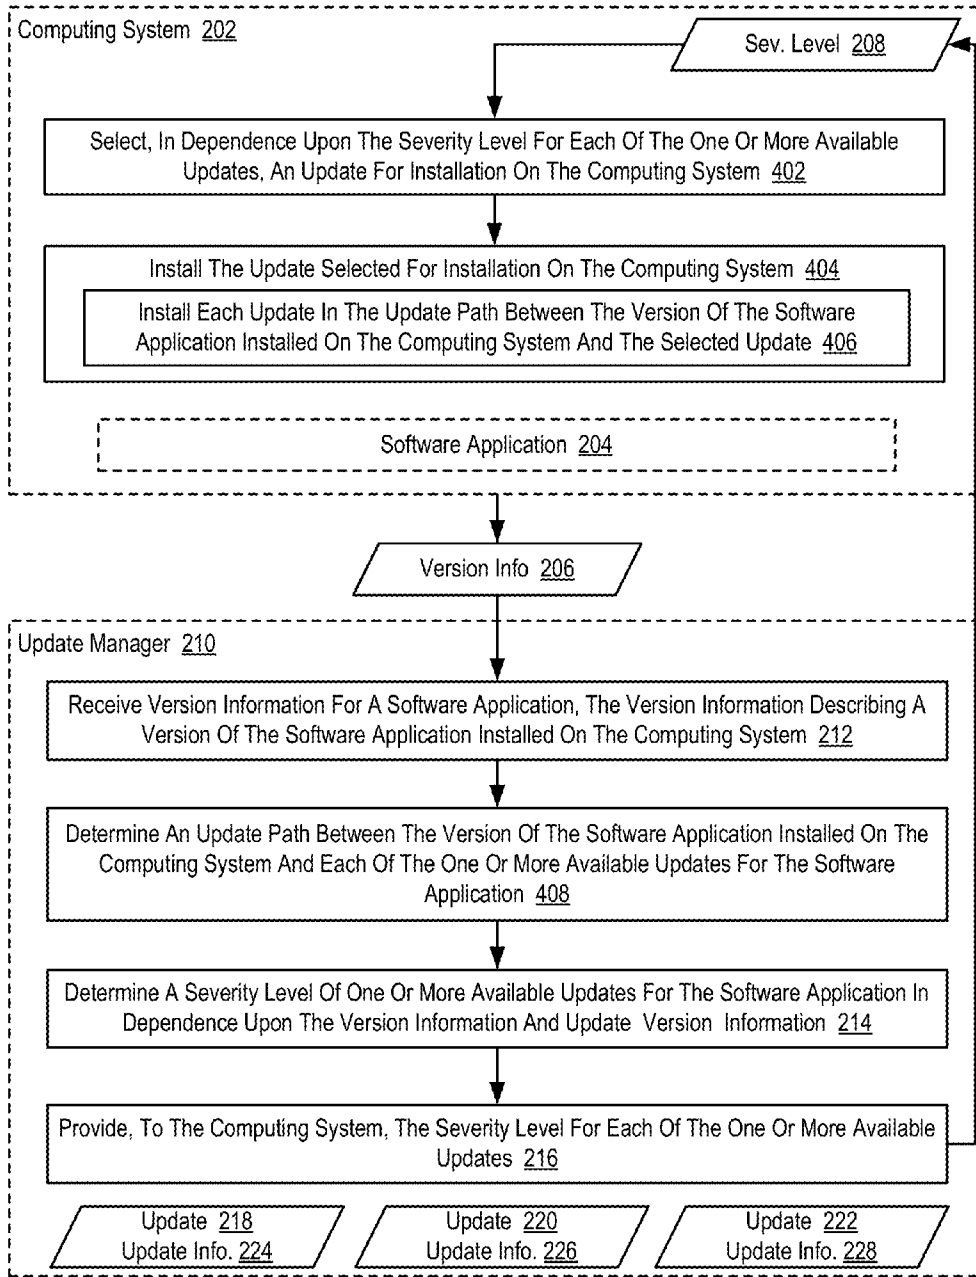 Computing System 202
Sev. Level 208
Select, In Dependence Upon The Severity Level For Each Of The One Or More Available
Updates, An Update For Installation On The Computing System 402
Install The Update Selected For Installation On The Computing System 404
Install Each Update In The Update Path Between The Version Of The Software
Application Installed On The Computing System And The Selected Update 406
Software Application 204
Version Info 206
Update Manager 210
Receive Version Information For A Software Application, The Version Information Describing A
Version Of The Software Application Installed On The Computing System 212
Determine An Update Path Between The Version Of The Software Application Installed On The
Computing System And Each Of The One Or More Available Updates For The Software
Application 408
Determine A Severity Level Of One Or More Available Updates For The Software Application In
Dependence Upon The Version Information And Update Version Information 214
Provide, To The Computing System, The Severity Level For Each Of The One Or More Available
Updates 216
Update 218
Update Info. 224
Update 220
Update Info. 226
Update 222
Update Info. 228